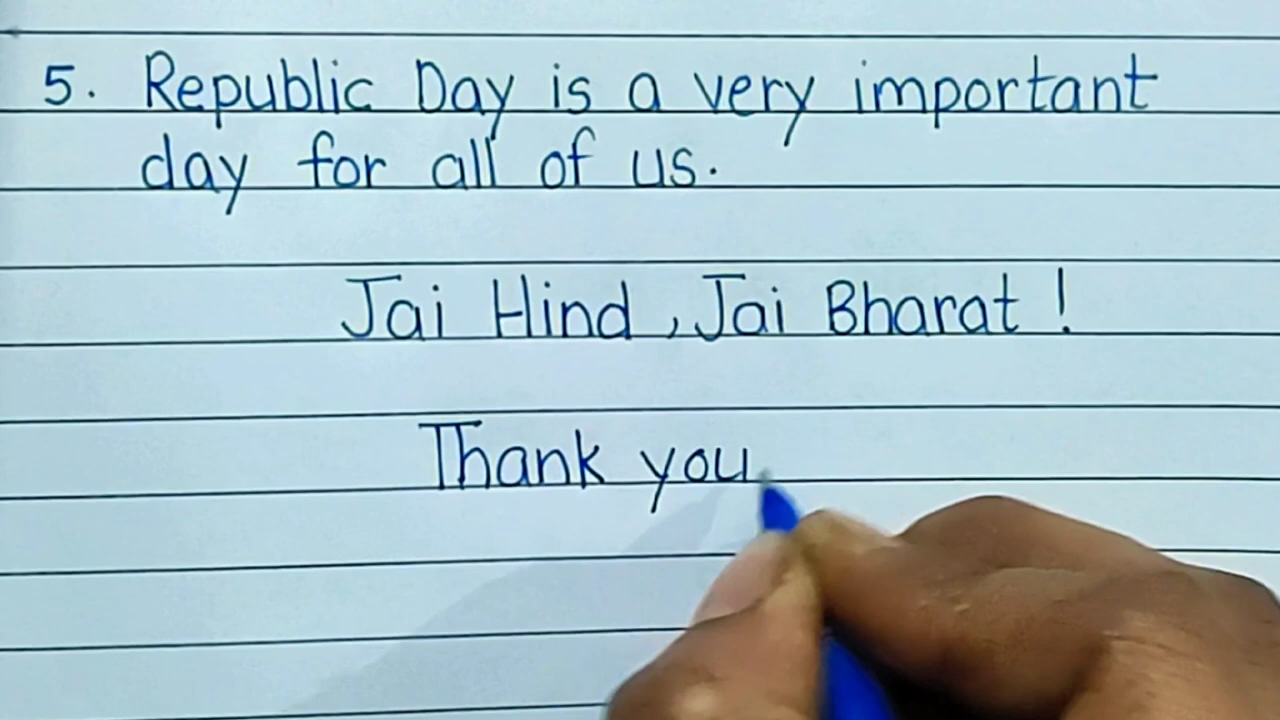 5. Republic Day is a very important
day for all of us.
Jai Hind, Jai Bharat!
Thank you